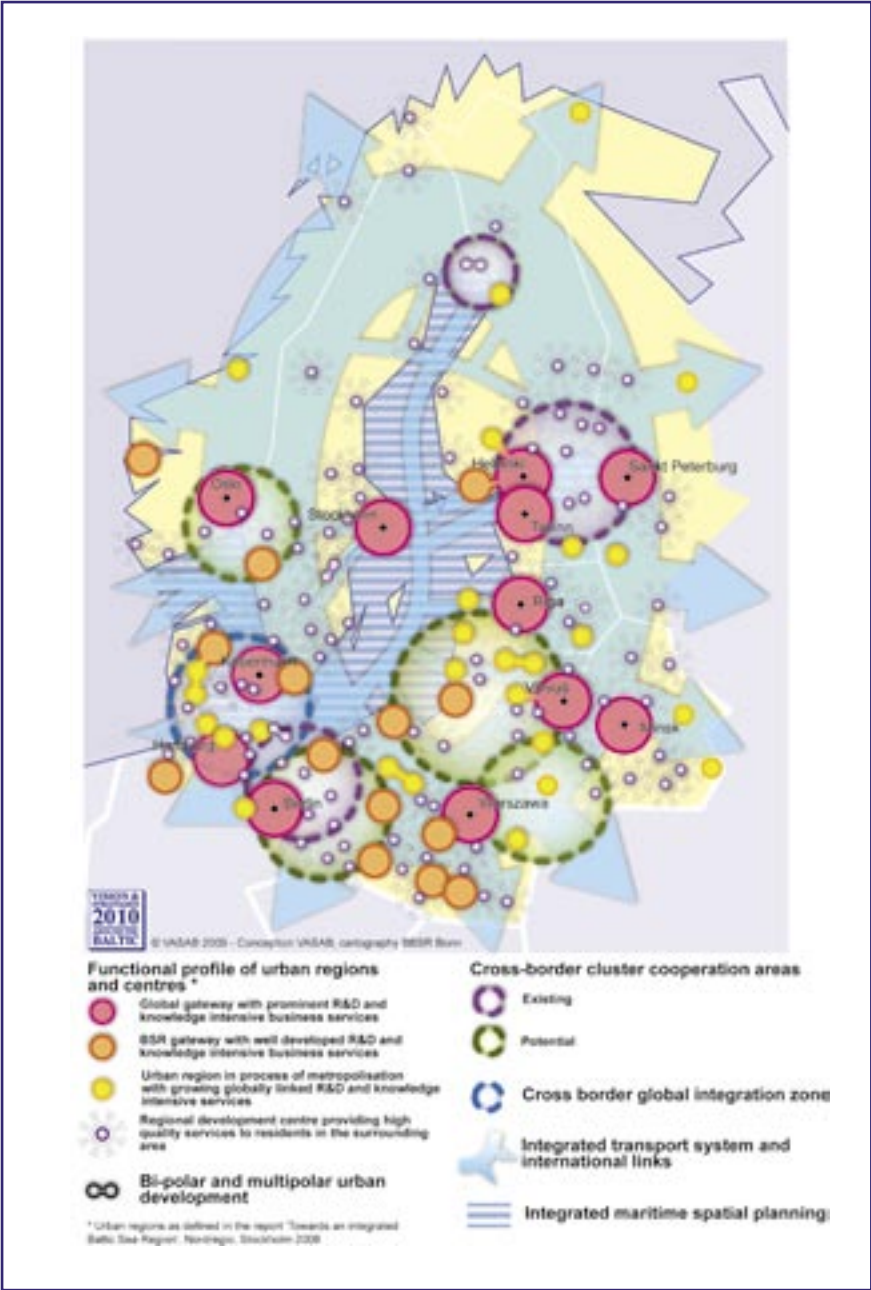 Helsinki
Sankt Peterburg
Oslo
Stockholm
Tallinn
Riga
København
Vilnius
Minsk
Hamburg
Berlin
Warszawa
VISION &
2010
BALTIC
© VASAB 2009 - Conception VASAB, cartography BBSR Bonn
Functional profile of urban regions
and centres *
Global gateway with prominent R&D and
knowledge intensive business services
BSR gateway with well developed R&D and
knowledge intensive business services
Urban region in process of metropolisation
with growing globally linked R&D and knowledge
intensive services
Regional development centre providing high
quality services to residents in the surrounding
area
Bi-polar and multipolar urban
development
* Urban regions as defined in the report 'Towards an integrated
Baltic Sea Region', Nordregio, Stockholm 2009
Cross-border cluster cooperation areas
Existing
Potential
Cross border global integration zone
Integrated transport system and
international links
Integrated maritime spatial planning